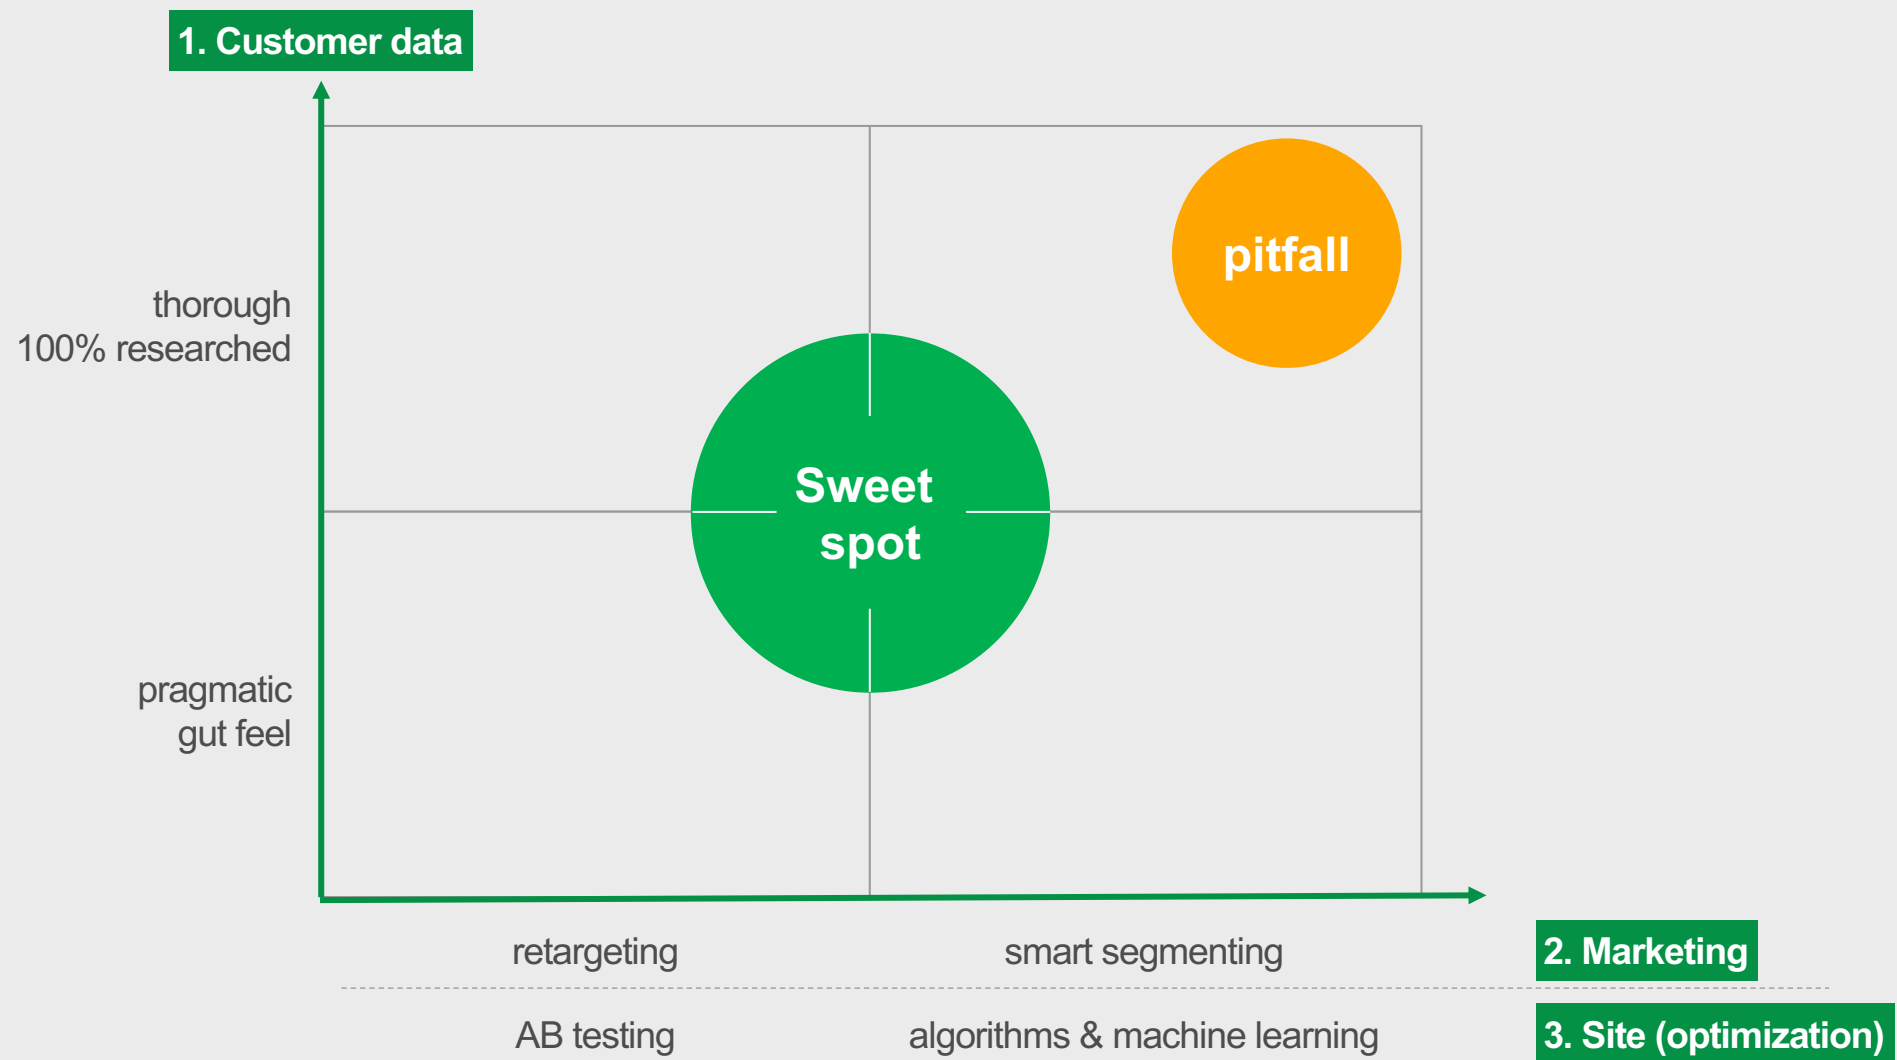 1. Customer data
pitfall
thorough
100% researched
Sweet
spot
pragmatic
gut feel
retargeting
smart segmenting
2. Marketing
AB testing
algorithms & machine learning
3. Site (optimization)